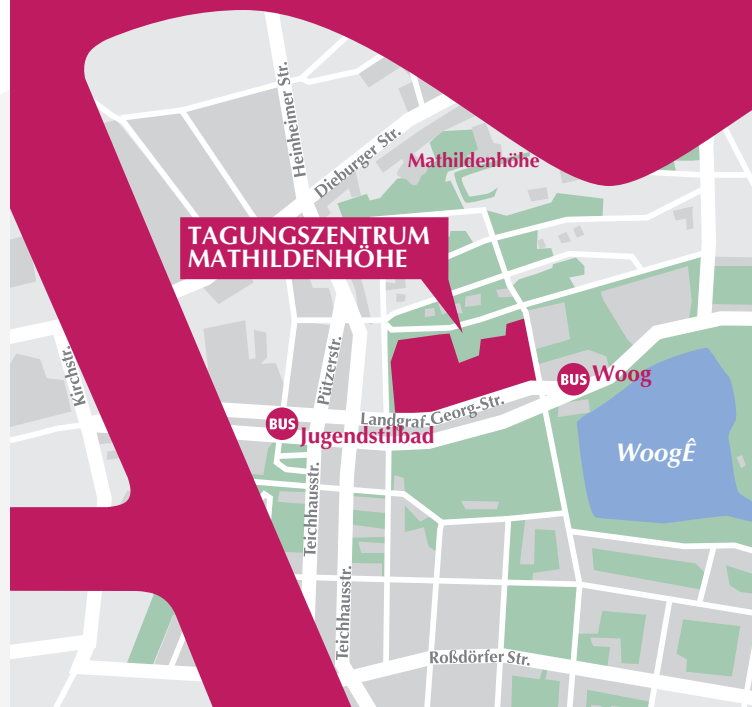 Heinheimer Str.
Dieburger Str.
Mathildenhöhe
TAGUNGSZENTRUM
MATHILDENHÖHE
Kirchstr.
Pützerstr.
BUS Woog
Landgraf-Georg-Str.
BUS
Jugendstilbad
WoogÊ
Teichhausstr.
Teichhausstr.
Roßdörfer Str.